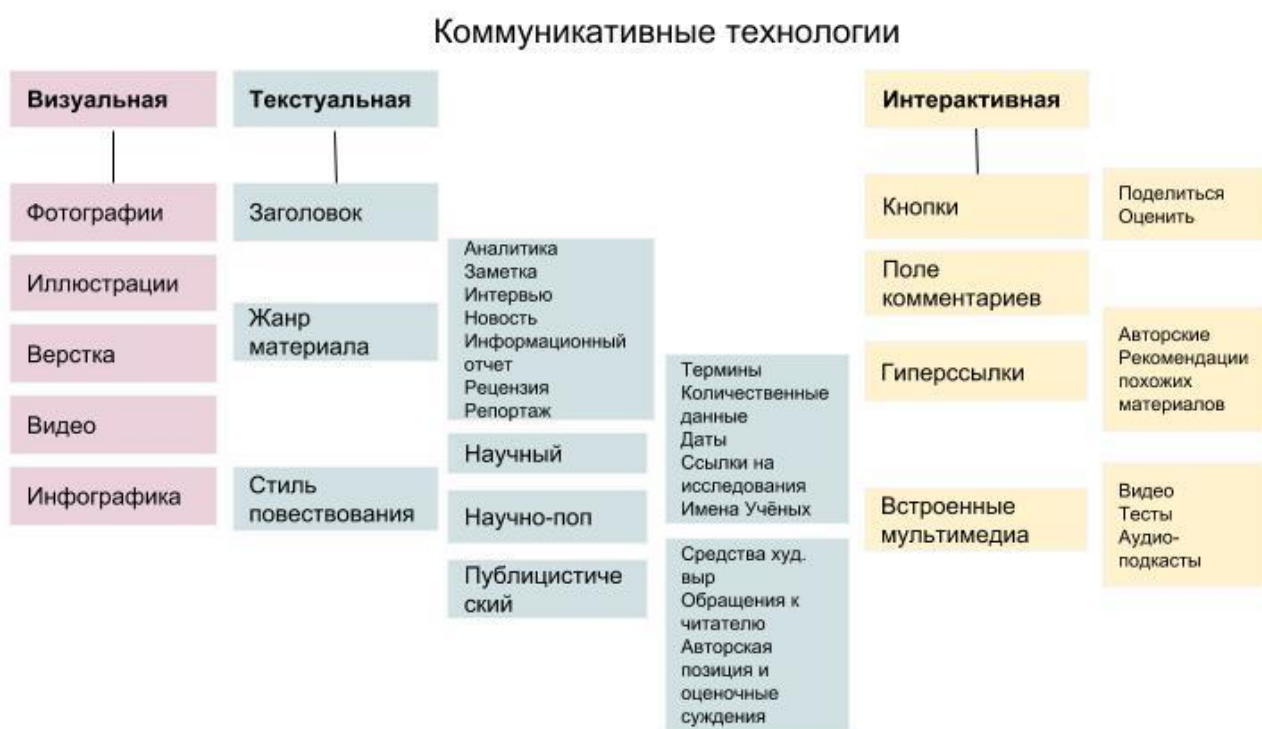 Коммуникативные технологии
Визуальная
Фотографии
Иллюстрации
Верстка
Видео
Инфографика
Текстуальная
Заголовок
Жанр
материала
Аналитика
Заметка
Интервью
Новость
Информационный
отчет
Рецензия
Репортаж
Стиль
повествования
Научный
Научно-поп
Публицистиче
ский
Термины
Количественные
данные
Даты
Ссылки на
исследования
Имена Учёных
Средства худ.
выр
Обращения к
читателю
Авторская
позиция и
оценочные
суждения
Интерактивная
Кнопки
Поделиться
Оценить
Поле
комментариев
Гиперссылки
Авторские
Рекомендации
похожих
материалов
Встроенные
мультимедиа
Видео
Тесты
Аудио-
подкасты